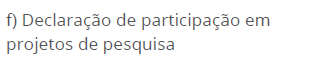 f) Declaração de participação em
projetos de pesquisa